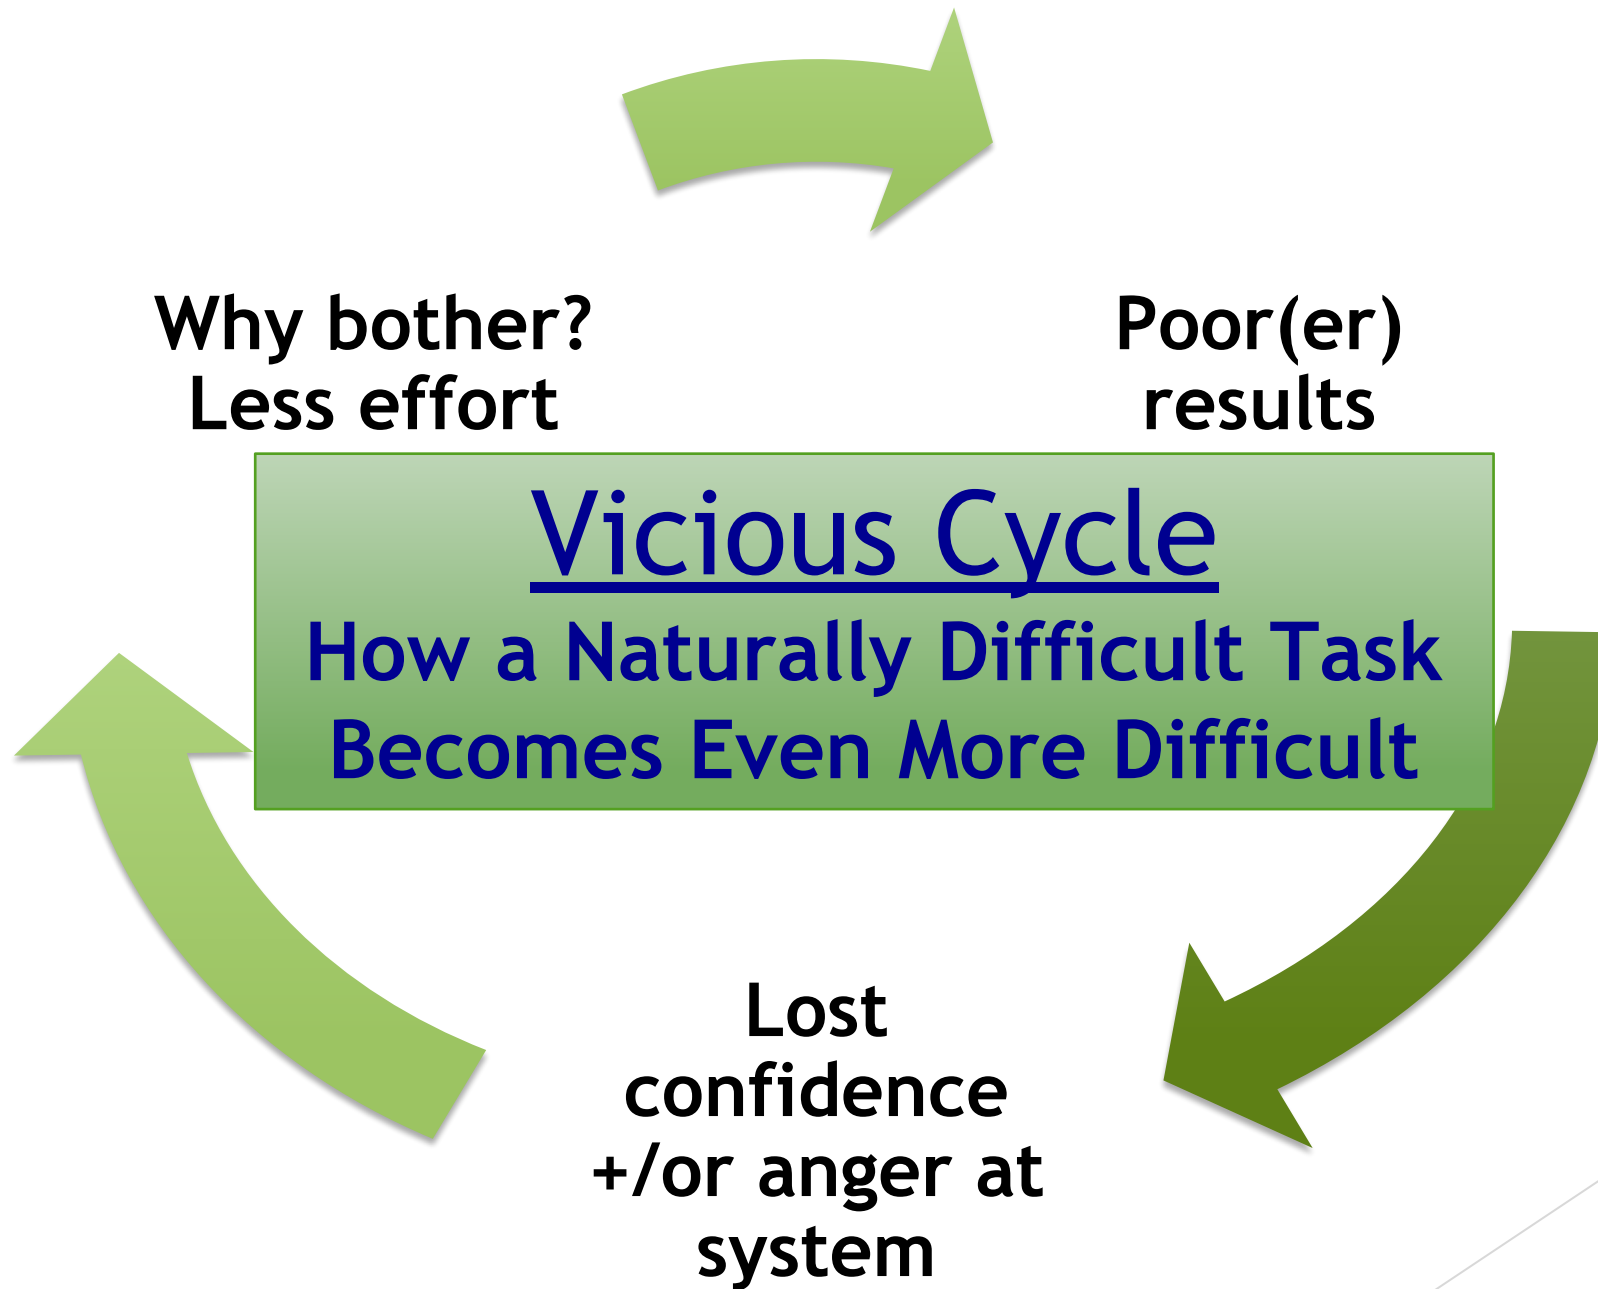 Why bother?
Less effort
Poor(er)
results
Vicious Cycle
How a Naturally Difficult Task
Becomes Even More Difficult
Lost
confidence
+/or anger at
system